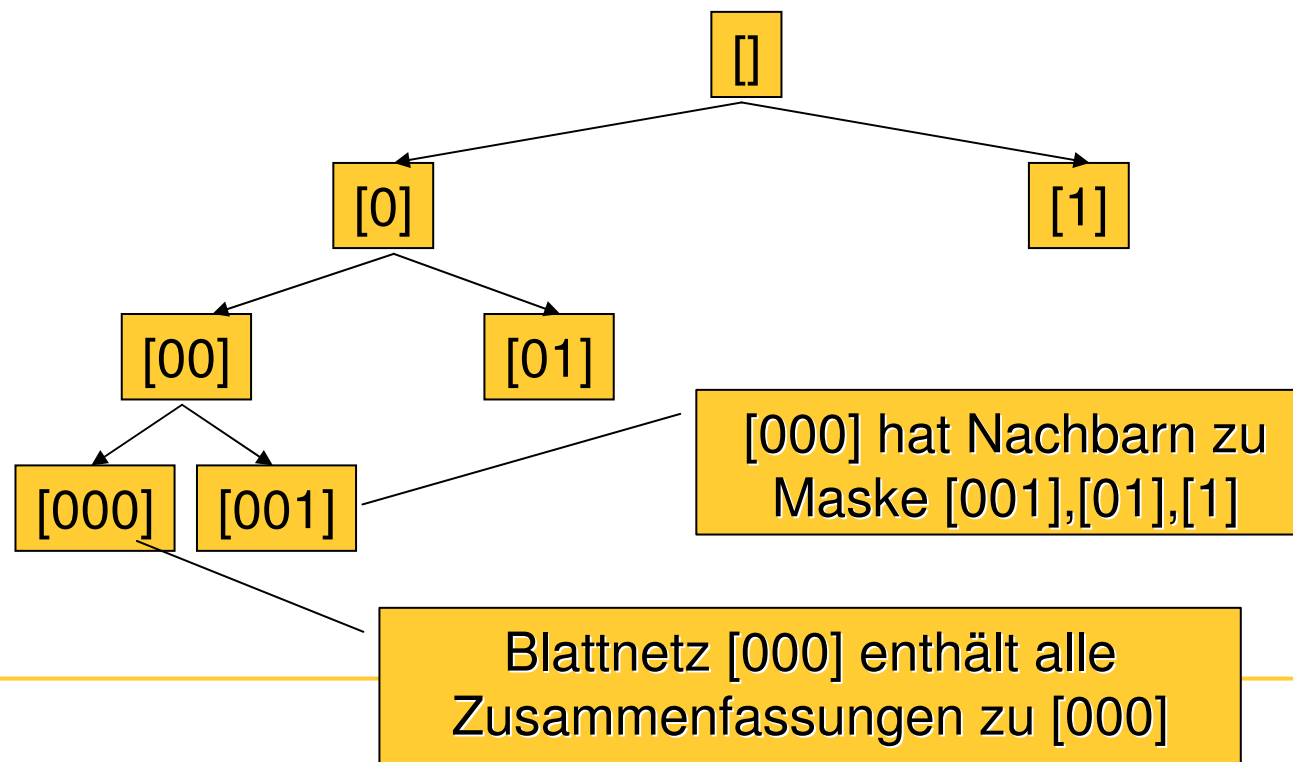 []
[0]
[1]
[00]
[01]
[000] hat Nachbarn zu
Maske [001],[01],[1]
[000]
[001]
Blattnetz [000] enthält alle
Zusammenfassungen zu [000]